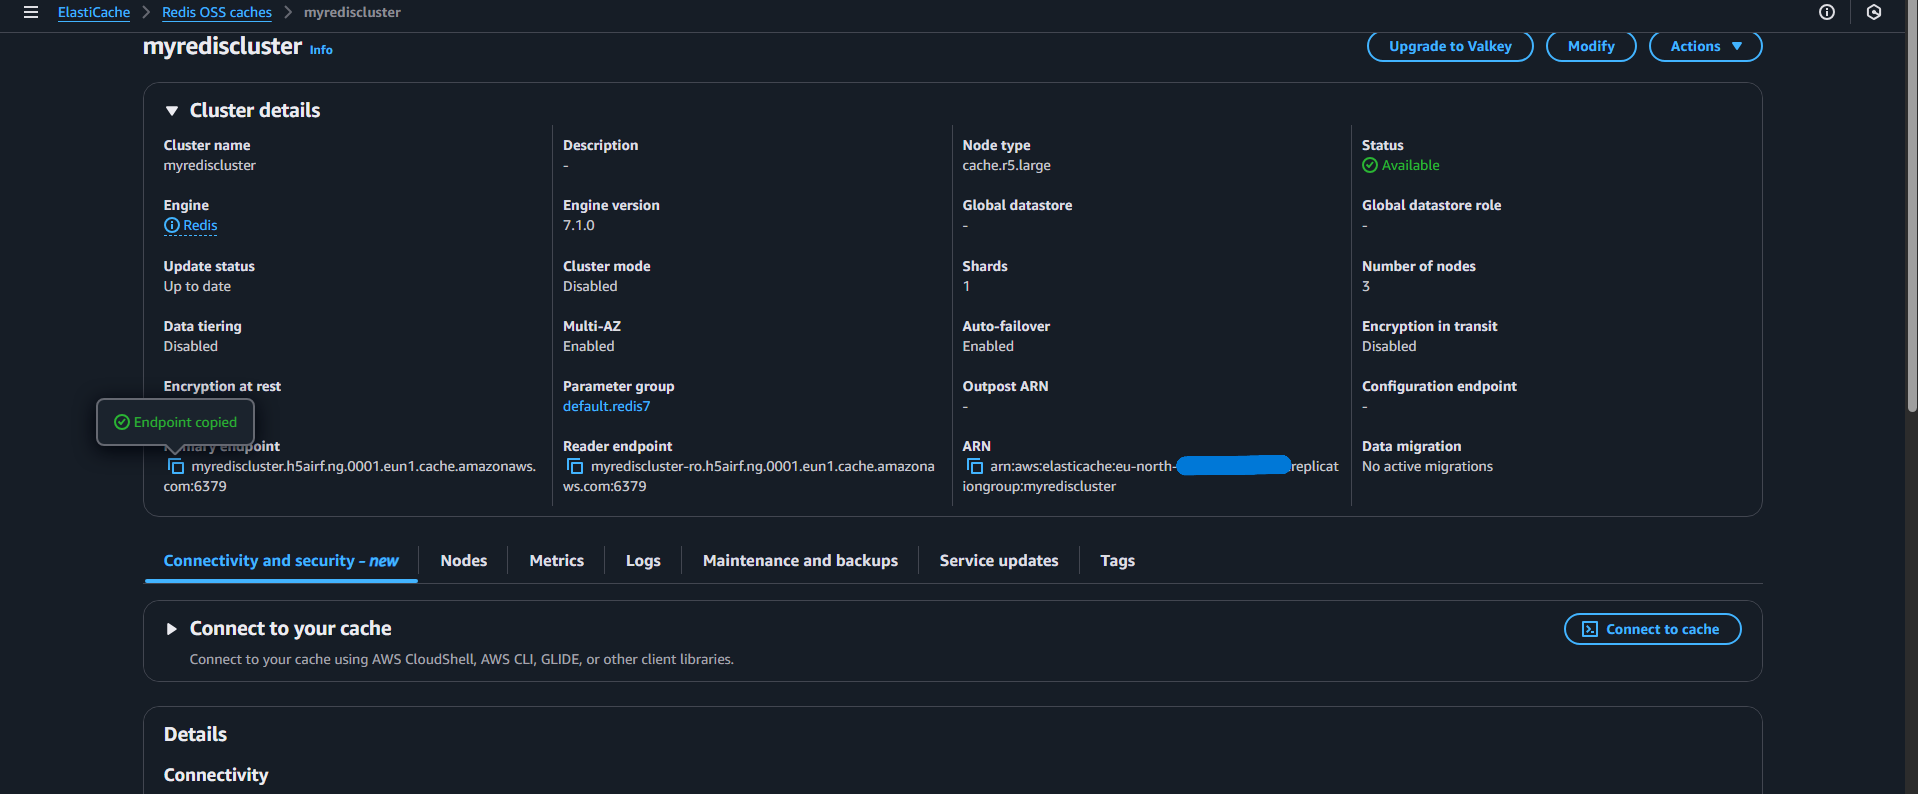 ElastiCache > Redis OSS caches > myrediscluster
myrediscluster Info
Upgrade to Valkey Modify Actions
Cluster details
Cluster name Description Node type Status
myrediscluster - cache.r5.large Available
Engine Engine version Global datastore Global datastore role
Redis 7.1.0 - -
Update status Cluster mode Shards Number of nodes
Up to date Disabled 1 3
Data tiering Multi-AZ Auto-failover Encryption in transit
Disabled Enabled Enabled Disabled
Encryption at rest Parameter group Outpost ARN Configuration endpoint
default.redis7 - -
Endpoint copied
endpoint Reader endpoint ARN Data migration
myrediscluster.h5airf.ng.0001.eun1.cache.amazonaws. myrediscluster-ro.h5airf.ng.0001.eun1.cache.amazona arn:aws:elasticache:eu-north- replicat No active migrations
com:6379 ws.com:6379 iongroup:myrediscluster
Connectivity and security - new Nodes Metrics Logs Maintenance and backups Service updates Tags
Connect to your cache Connect to cache
Connect to your cache using AWS CloudShell, AWS CLI, GLIDE, or other client libraries.
Details
Connectivity